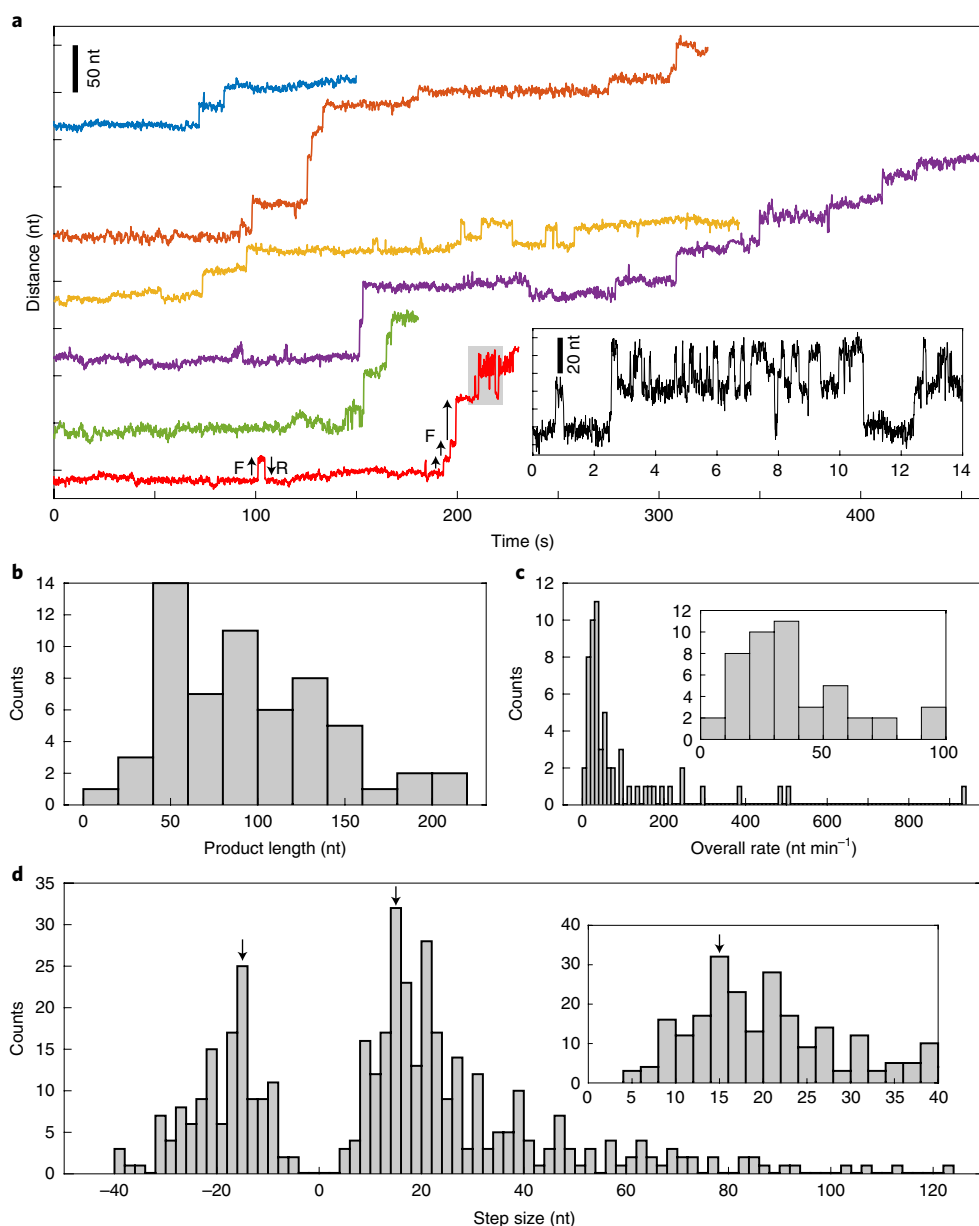 a
50 nt
Distance (nt)
F
R
F
20 nt
0 2 4 6 8 10 12 14
0 100 200 300 400
Time (s)
b
14
12
10
8
6
4
2
0
Counts
0 50 100 150 200
Product length (nt)
c
12
10
8
6
4
2
0
Counts
12
10
8
6
4
2
0
0 50 100
0 200 400 600 800
Overall rate (nt min−1)
d
35
30
25
20
15
10
5
0
Counts
40
30
20
10
0
0 5 10 15 20 25 30 35 40
−40 −20 0 20 40 60 80 100 120
Step size (nt)